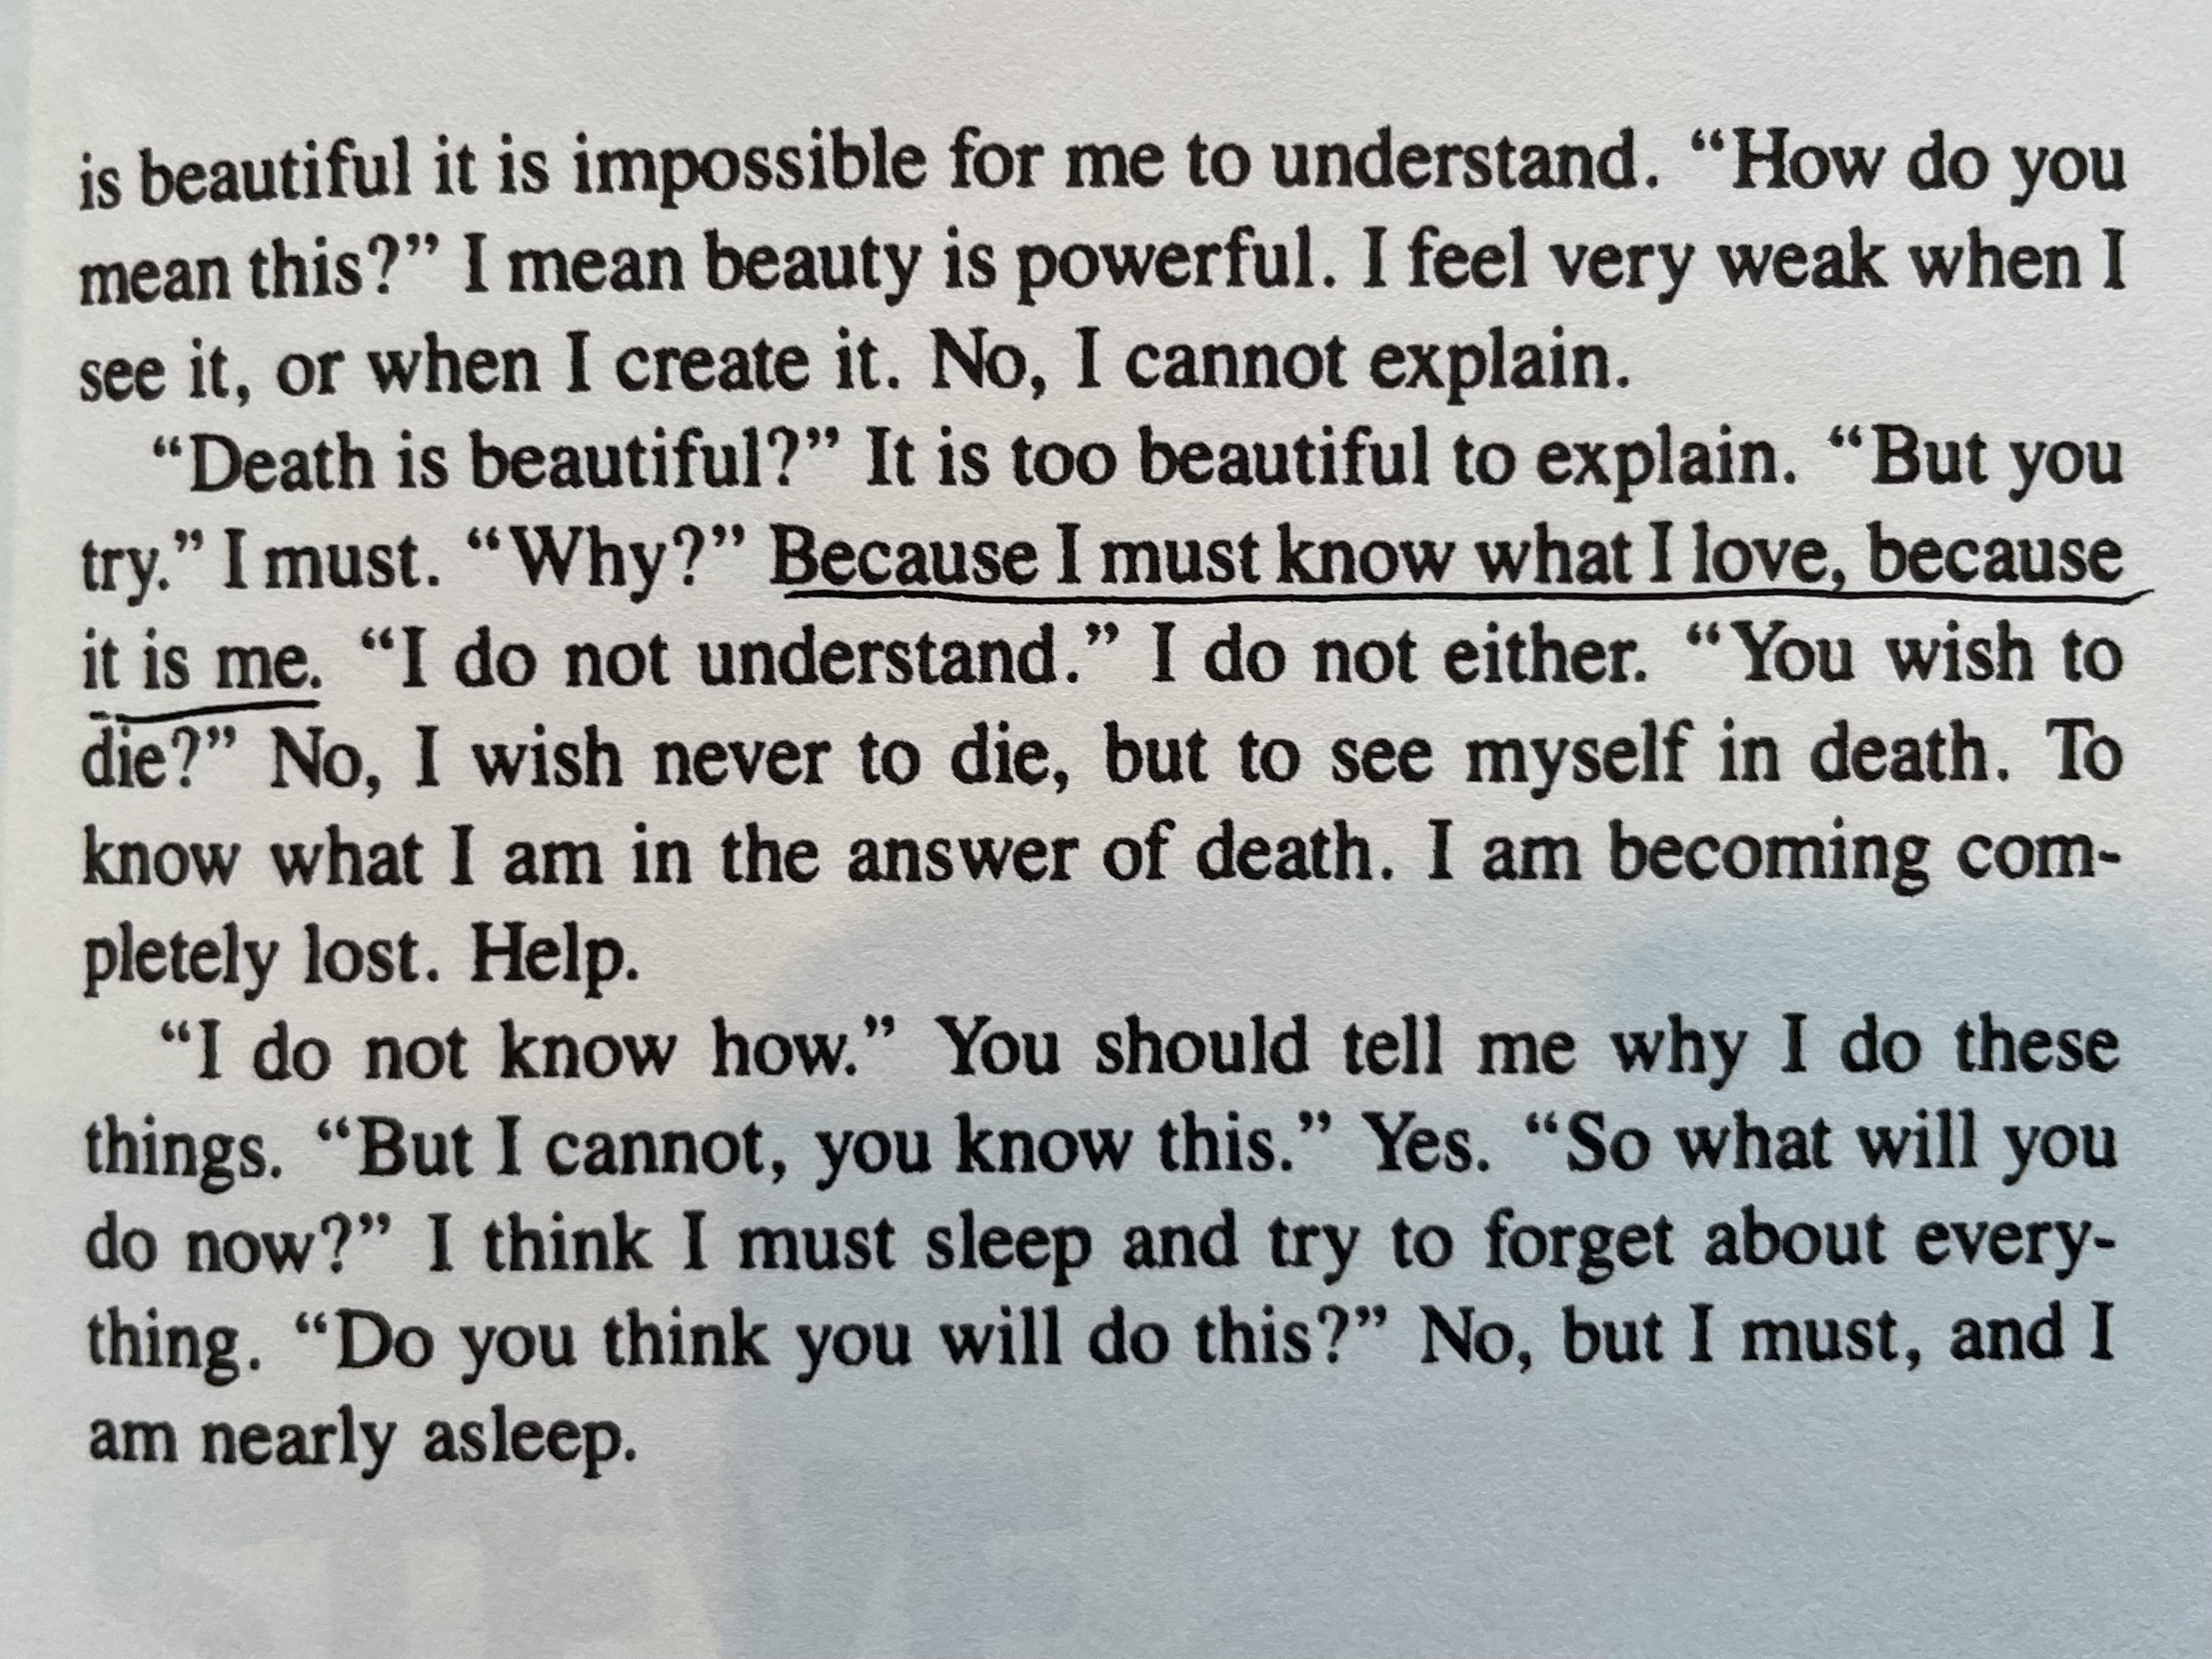 is beautiful it is impossible for me to understand. “How do you
mean this?” I mean beauty is powerful. I feel very weak when I
see it, or when I create it. No, I cannot explain.
“Death is beautiful?” It is too beautiful to explain. “But you
try.” I must. “Why?” Because I must know what I love, because
it is me. “I do not understand.” I do not either. “You wish to
die?” No, I wish never to die, but to see myself in death. To
know what I am in the answer of death. I am becoming com-
pletely lost. Help.
“I do not know how.” You should tell me why I do these
things. “But I cannot, you know this.” Yes. “So what will you
do now?” I think I must sleep and try to forget about every-
thing. “Do you think you will do this?” No, but I must, and I
am nearly asleep.